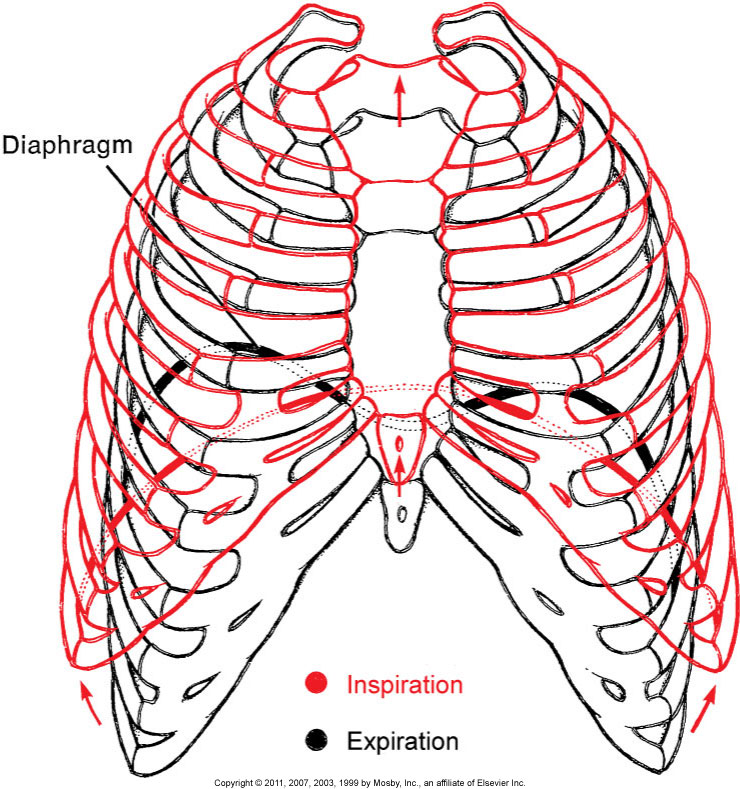 Diaphragm
Inspiration
Expiration
Copyright © 2011, 2007, 2003, 1999 by Mosby, Inc., an affiliate of Elsevier Inc.